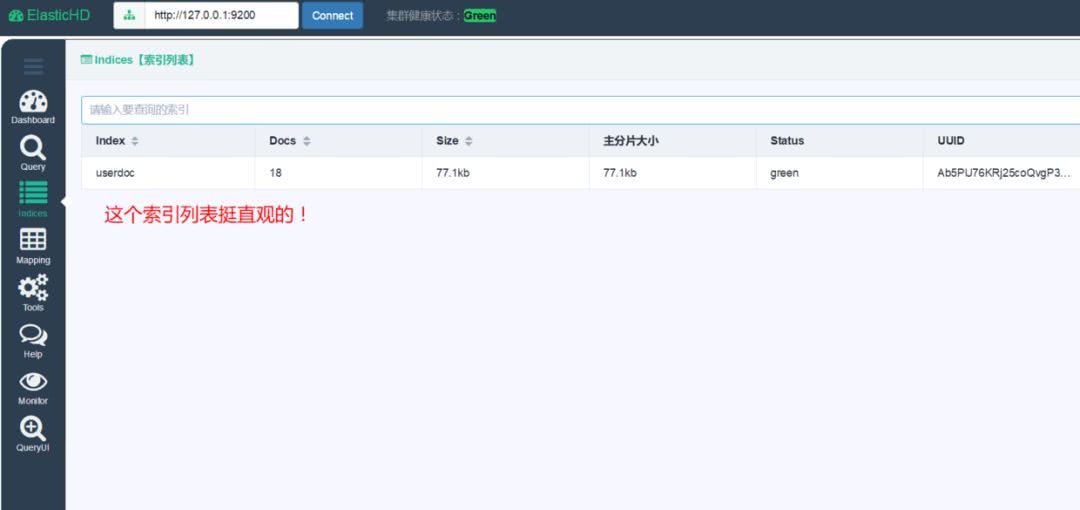 ElasticHD http://127.0.0.1:9200 Connect 集群健康状态：Green
Indices【索引列表】
请输入要查询的索引
Index Docs Size 主分片大小 Status UUID
userdoc 18 77.1kb 77.1kb green Ab5PU76KRj25coQvgP3...
这个索引列表挺直观的！
Dashboard
Query
Indices
Mapping
Tools
Help
Monitor
QueryUI